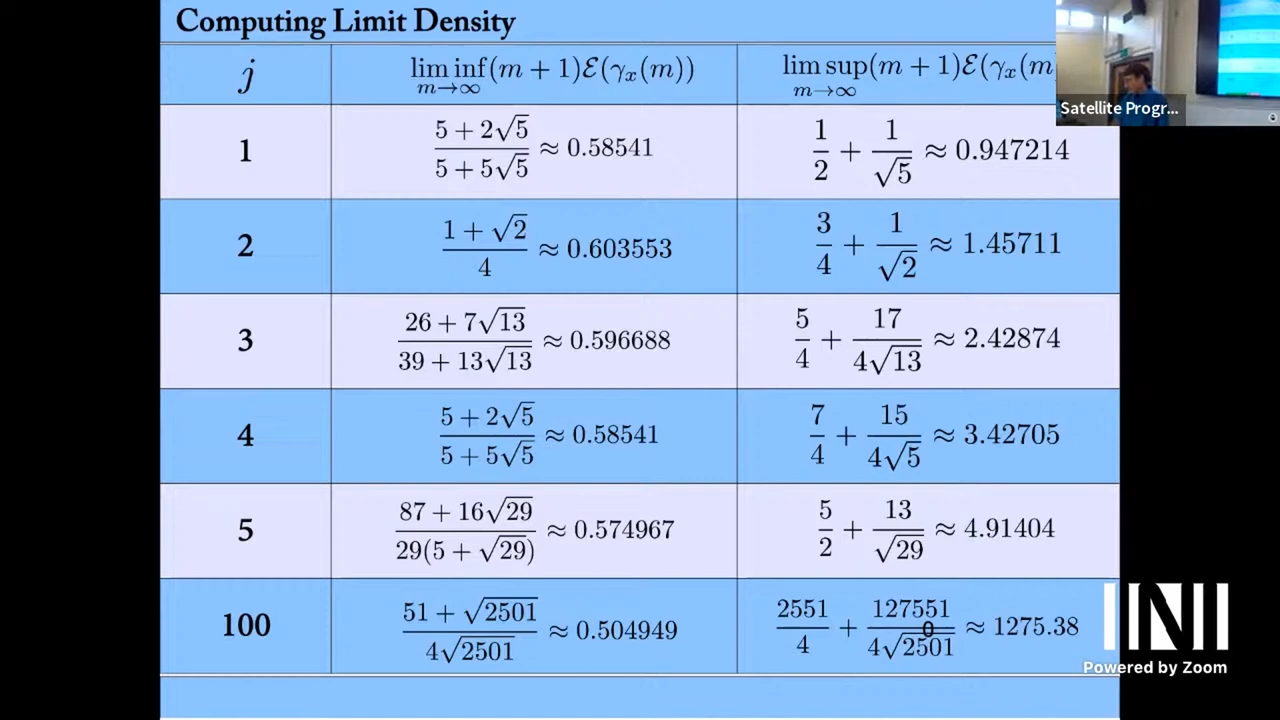 Computing Limit Density
j	lim inf_{m→∞}(m + 1)ℰ(γₓ(m))	lim sup_{m→∞}(m + 1)ℰ(γₓ(m
Satellite Progr...
1	(5 + 2√5)/(5 + 5√5) ≈ 0.58541	1/2 + 1/√5 ≈ 0.947214
2	(1 + √2)/4 ≈ 0.603553	3/4 + 1/√2 ≈ 1.45711
3	(26 + 7√13)/(39 + 13√13) ≈ 0.596688	5/4 + 17/(4√13) ≈ 2.42874
4	(5 + 2√5)/(5 + 5√5) ≈ 0.58541	7/4 + 15/(4√5) ≈ 3.42705
5	(87 + 16√29)/(29(5 + √29)) ≈ 0.574967	5/2 + 13/√29 ≈ 4.91404
100	(51 + √2501)/(4√2501) ≈ 0.504949	2551/4 + 127551/(4√2501) ≈ 1275.38
INI
Powered by Zoom